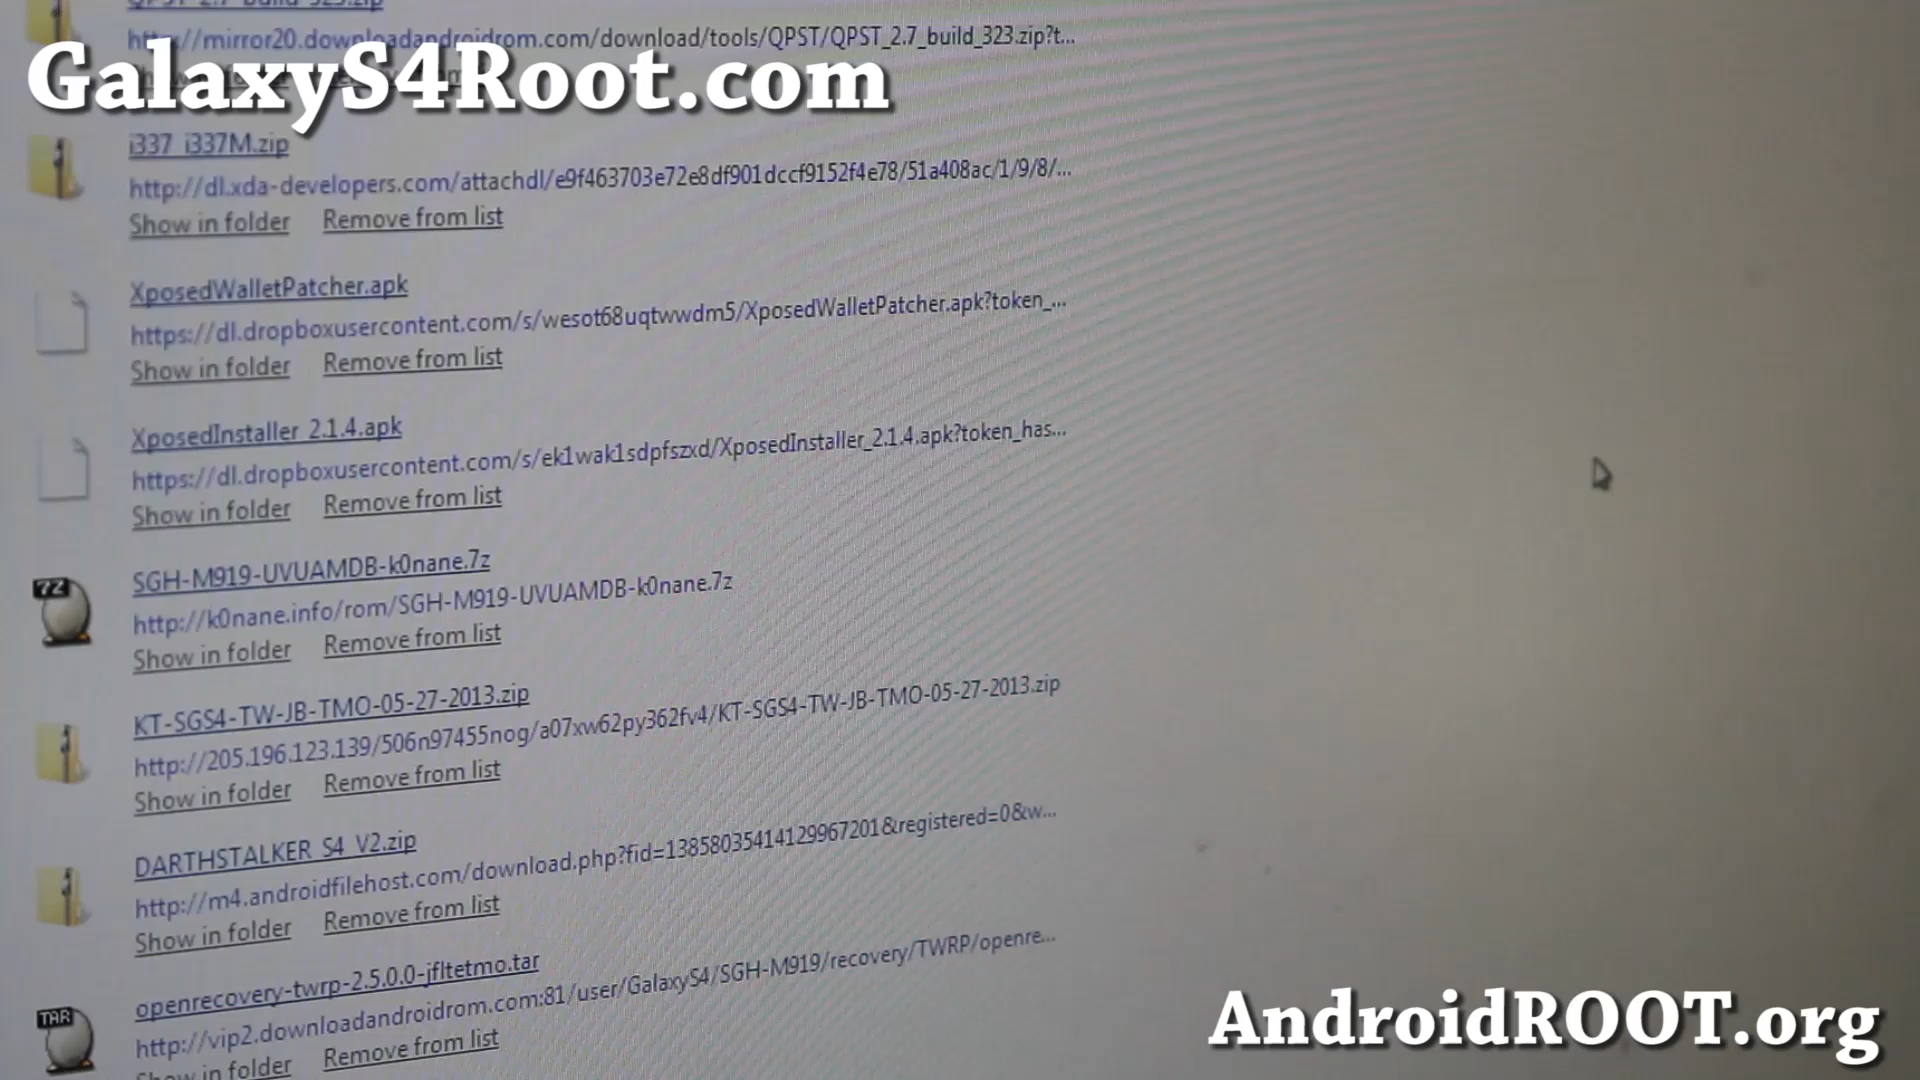 QPST_2.7_build_323.zip
http://mirror20.downloadandroidrom.com/download/tools/QPST/QPST_2.7_build_323.zip?t...
GalaxyS4Root.com
i337_i337M.zip
http://dl.xda-developers.com/attachdl/e9f463703e72e8df901dccf9152f4e78/51a408ac/1/9/8/...
Show in folder Remove from list
XposedWalletPatcher.apk
https://dl.dropboxusercontent.com/s/wesot68uqtwwdm5/XposedWalletPatcher.apk?token_...
Show in folder Remove from list
XposedInstaller_2.1.4.apk
https://dl.dropboxusercontent.com/s/ek1wak1sdpfszxd/XposedInstaller_2.1.4.apk?token_has...
Show in folder Remove from list
7Z
SGH-M919-UVUAMDB-k0nane.7z
http://k0nane.info/rom/SGH-M919-UVUAMDB-k0nane.7z
Show in folder Remove from list
KT-SGS4-TW-JB-TMO-05-27-2013.zip
http://205.196.123.139/506n97455nog/a07xw62py362fv4/KT-SGS4-TW-JB-TMO-05-27-2013.zip
Show in folder Remove from list
DARTHSTALKER_S4_V2.zip
http://m4.androidfilehost.com/download.php?fid=13858035414129967201&registered=0&w...
Show in folder Remove from list
TAR
openrecovery-twrp-2.5.0.0-jfltetmo.tar
http://vip2.downloadandroidrom.com:81/user/GalaxyS4/SGH-M919/recovery/TWRP/openre...
Show in folder Remove from list
AndroidROOT.org